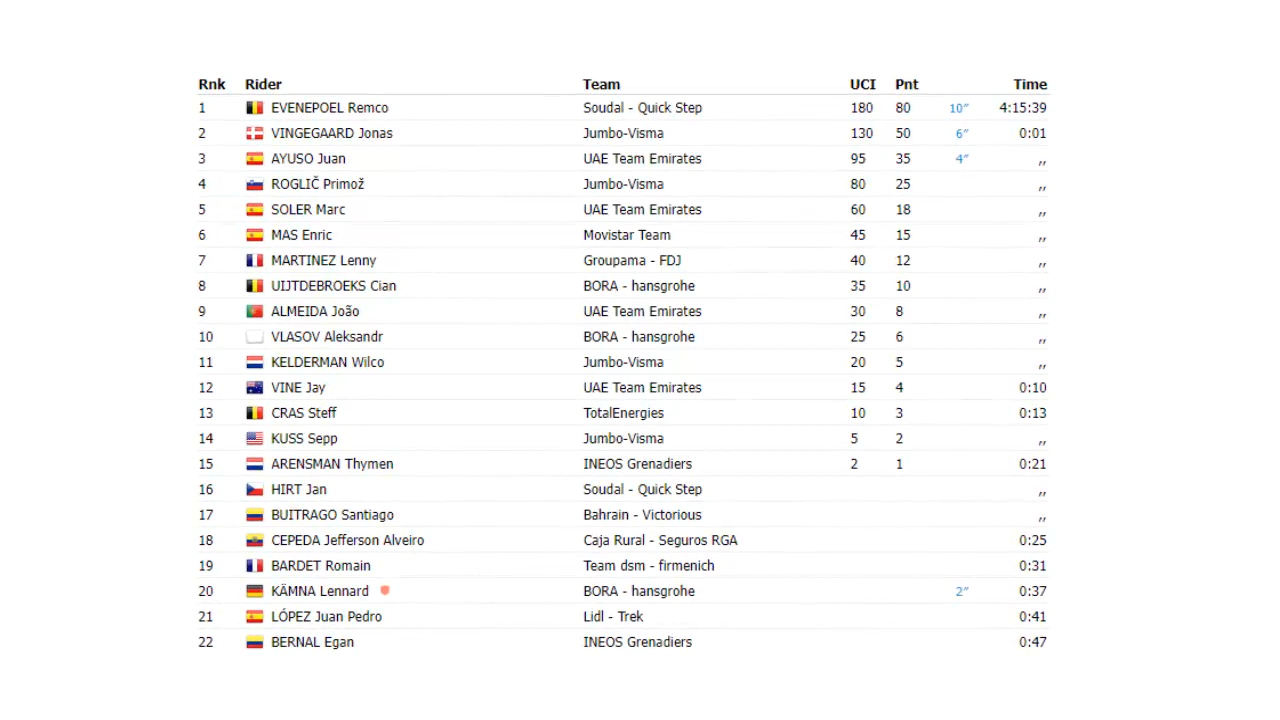 Rnk Rider Team UCI Pnt Time
1 EVENEPOEL Remco Soudal - Quick Step 180 80 10″ 4:15:39
2 VINGEGAARD Jonas Jumbo-Visma 130 50 6″ 0:01
3 AYUSO Juan UAE Team Emirates 95 35 4″ ,,
4 ROGLIČ Primož Jumbo-Visma 80 25 ,,
5 SOLER Marc UAE Team Emirates 60 18 ,,
6 MAS Enric Movistar Team 45 15 ,,
7 MARTINEZ Lenny Groupama - FDJ 40 12 ,,
8 UIJTDEBROEKS Cian BORA - hansgrohe 35 10 ,,
9 ALMEIDA João UAE Team Emirates 30 8 ,,
10 VLASOV Aleksandr BORA - hansgrohe 25 6 ,,
11 KELDERMAN Wilco Jumbo-Visma 20 5 ,,
12 VINE Jay UAE Team Emirates 15 4 0:10
13 CRAS Steff TotalEnergies 10 3 0:13
14 KUSS Sepp Jumbo-Visma 5 2 ,,
15 ARENSMAN Thymen INEOS Grenadiers 2 1 0:21
16 HIRT Jan Soudal - Quick Step ,,
17 BUITRAGO Santiago Bahrain - Victorious ,,
18 CEPEDA Jefferson Alveiro Caja Rural - Seguros RGA 0:25
19 BARDET Romain Team dsm - firmenich 0:31
20 KÄMNA Lennard BORA - hansgrohe 2″ 0:37
21 LÓPEZ Juan Pedro Lidl - Trek 0:41
22 BERNAL Egan INEOS Grenadiers 0:47